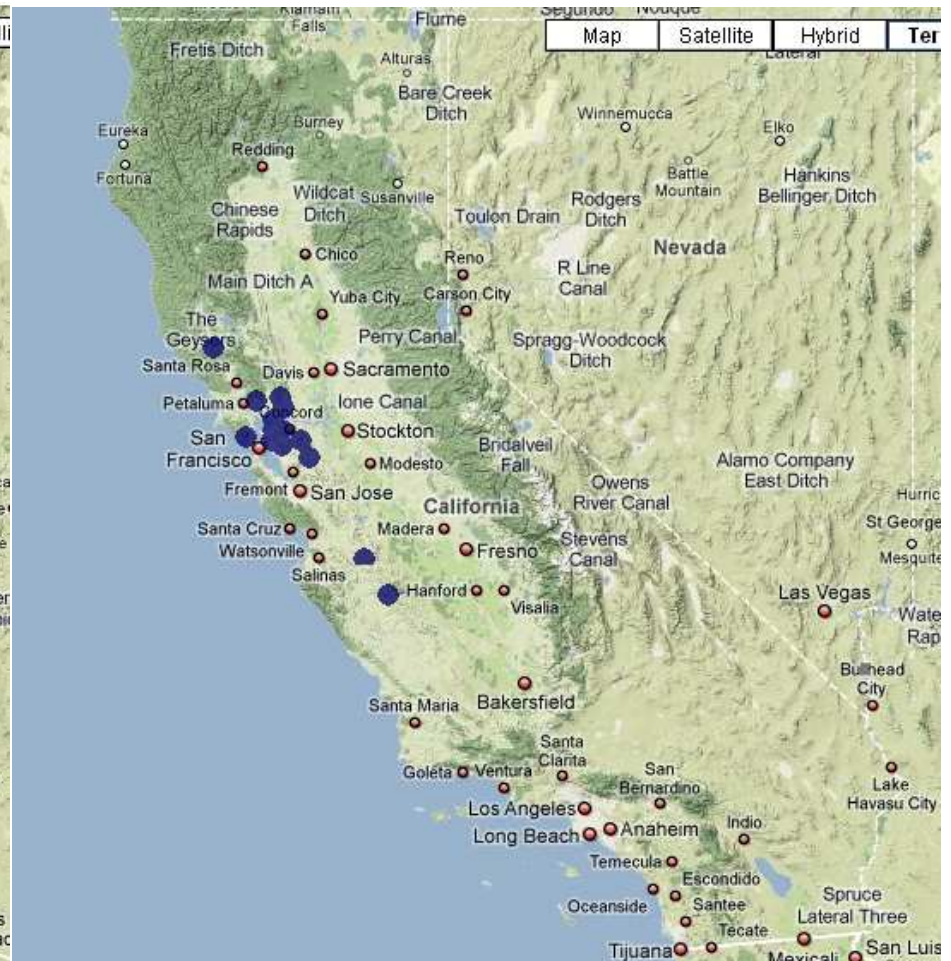 Klamath
Falls
Flume
Map
Satellite
Hybrid
Ter
Fretis Ditch
Alturas
Lateral
Bare Creek
Ditch
Winnemucca
Eureka
Burney
Elko
Fortuna
Redding
Battle
Mountain
Hankins
Bellinger Ditch
Wildcat
Ditch
Susanville
Rodgers
Ditch
Chinese
Rapids
Toulon Drain
Nevada
Chico
Reno
R Line
Canal
Main Ditch A
Yuba City
Carson City
The
Geysers
Perry Canal
Spragg-Woodcock
Ditch
Santa Rosa
Davis
Sacramento
Petaluma
Concord
Ione Canal
San
Francisco
Stockton
Bridalveil
Fall
Modesto
Alamo Company
East Ditch
Fremont
San Jose
Owens
River Canal
California
Hurric
Santa Cruz
Madera
St George
Watsonville
Fresno
Stevens
Canal
Mesquite
Salinas
Hanford
Visalia
Las Vegas
Wate
Rap
Bullhead
City
Santa Maria
Bakersfield
Santa
Clarita
Goleta
Ventura
San
Bernardino
Lake
Havasu City
Los Angeles
Long Beach
Anaheim
Indio
Temecula
Escondido
Oceanside
Santee
Spruce
Lateral Three
Tecate
Tijuana
Mexicali
San Luis